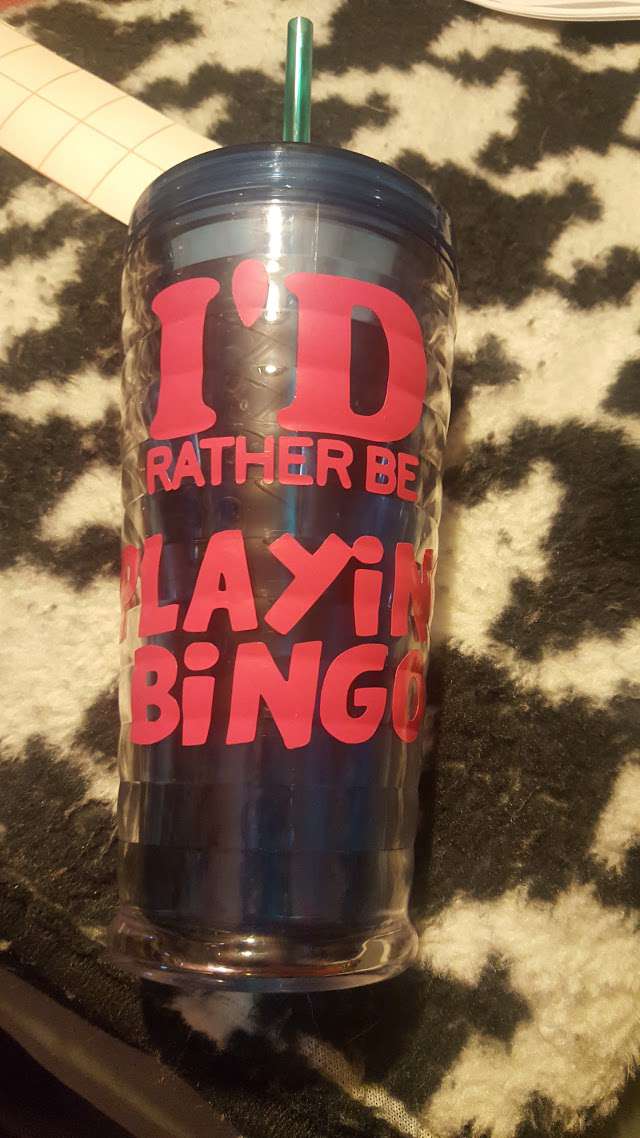 I'D
RATHER BE
PLAYiN
BiNGO